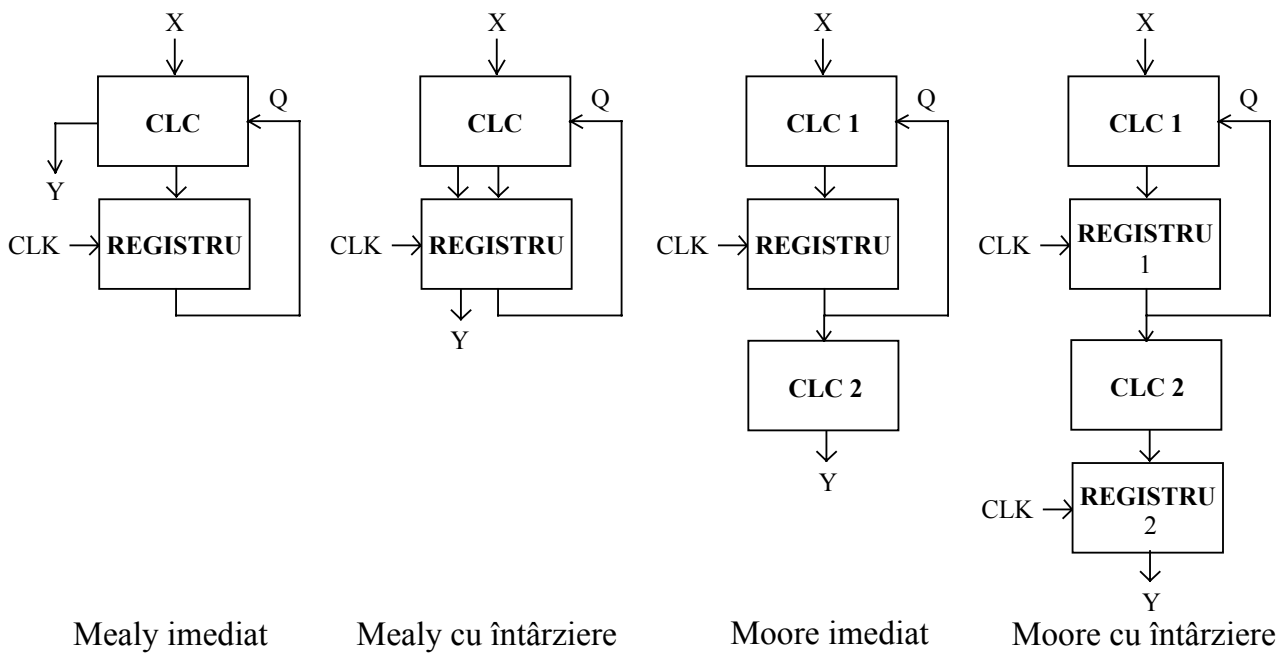 X
CLC
Q
Y
CLK
REGISTRU
Mealy imediat
X
CLC
Q
CLK
REGISTRU
Y
Mealy cu întârziere
X
CLC 1
Q
CLK
REGISTRU
CLC 2
Y
Moore imediat
X
CLC 1
Q
CLK
REGISTRU
1
CLC 2
CLK
REGISTRU
2
Y
Moore cu întârziere